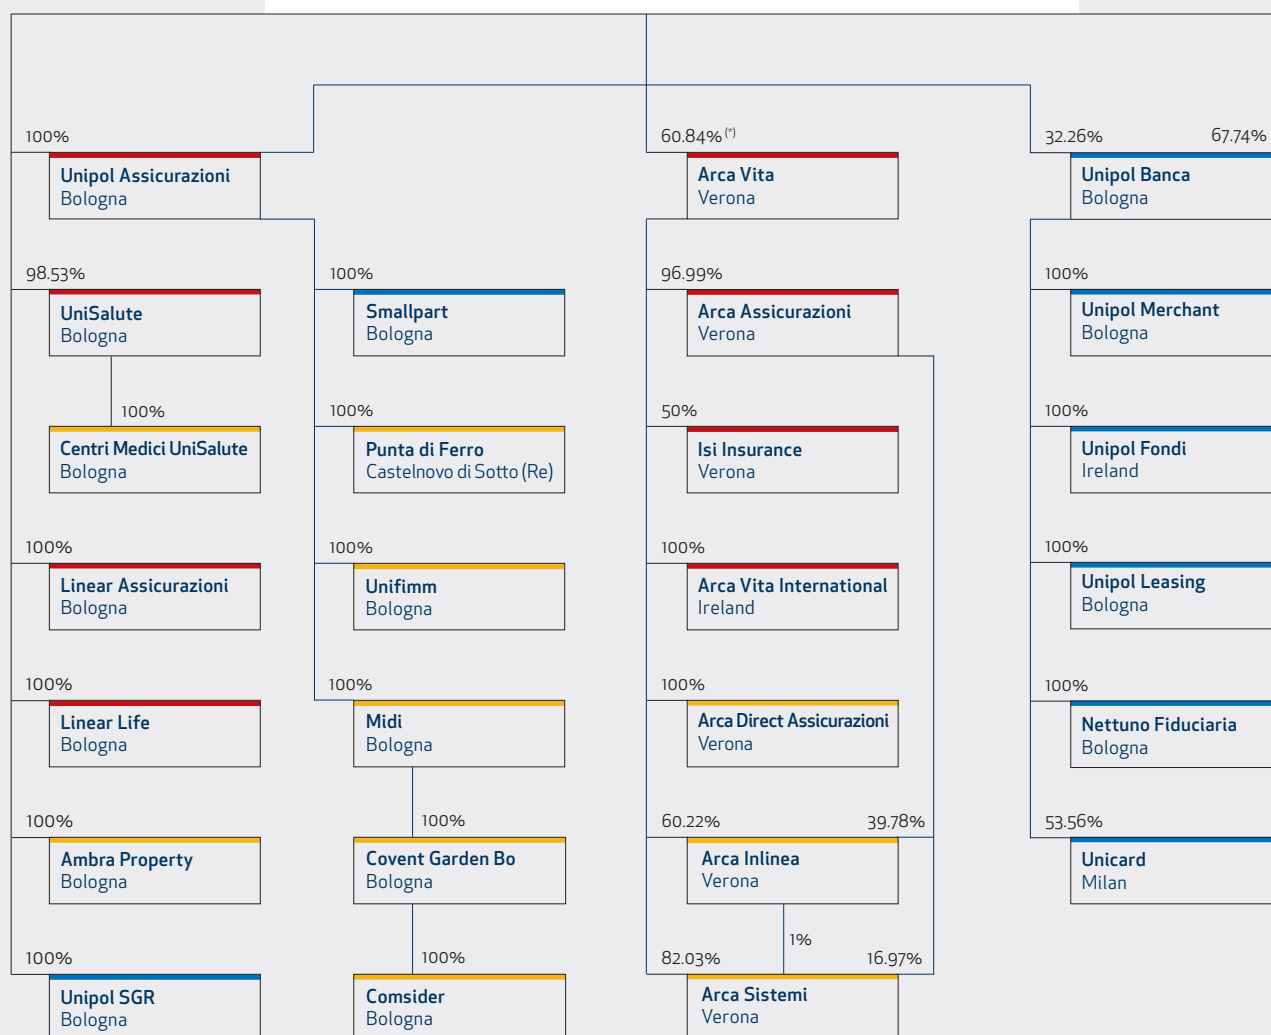 100%
Unipol Assicurazioni
Bologna
60.84% (*)
Arca Vita
Verona
32.26% 67.74%
Unipol Banca
Bologna
98.53%
UniSalute
Bologna
100%
Smallpart
Bologna
96.99%
Arca Assicurazioni
Verona
100%
Unipol Merchant
Bologna
100%
Centri Medici UniSalute
Bologna
100%
Punta di Ferro
Castelnovo di Sotto (Re)
50%
Isi Insurance
Verona
100%
Unipol Fondi
Ireland
100%
Linear Assicurazioni
Bologna
100%
Unifimm
Bologna
100%
Arca Vita International
Ireland
100%
Unipol Leasing
Bologna
100%
Linear Life
Bologna
100%
Midi
Bologna
100%
Arca Direct Assicurazioni
Verona
100%
Nettuno Fiduciaria
Bologna
100%
Ambra Property
Bologna
100%
Covent Garden Bo
Bologna
60.22% 39.78%
Arca Inlinea
Verona
53.56%
Unicard
Milan
100%
Unipol SGR
Bologna
100%
Comsider
Bologna
1%
82.03% 16.97%
Arca Sistemi
Verona